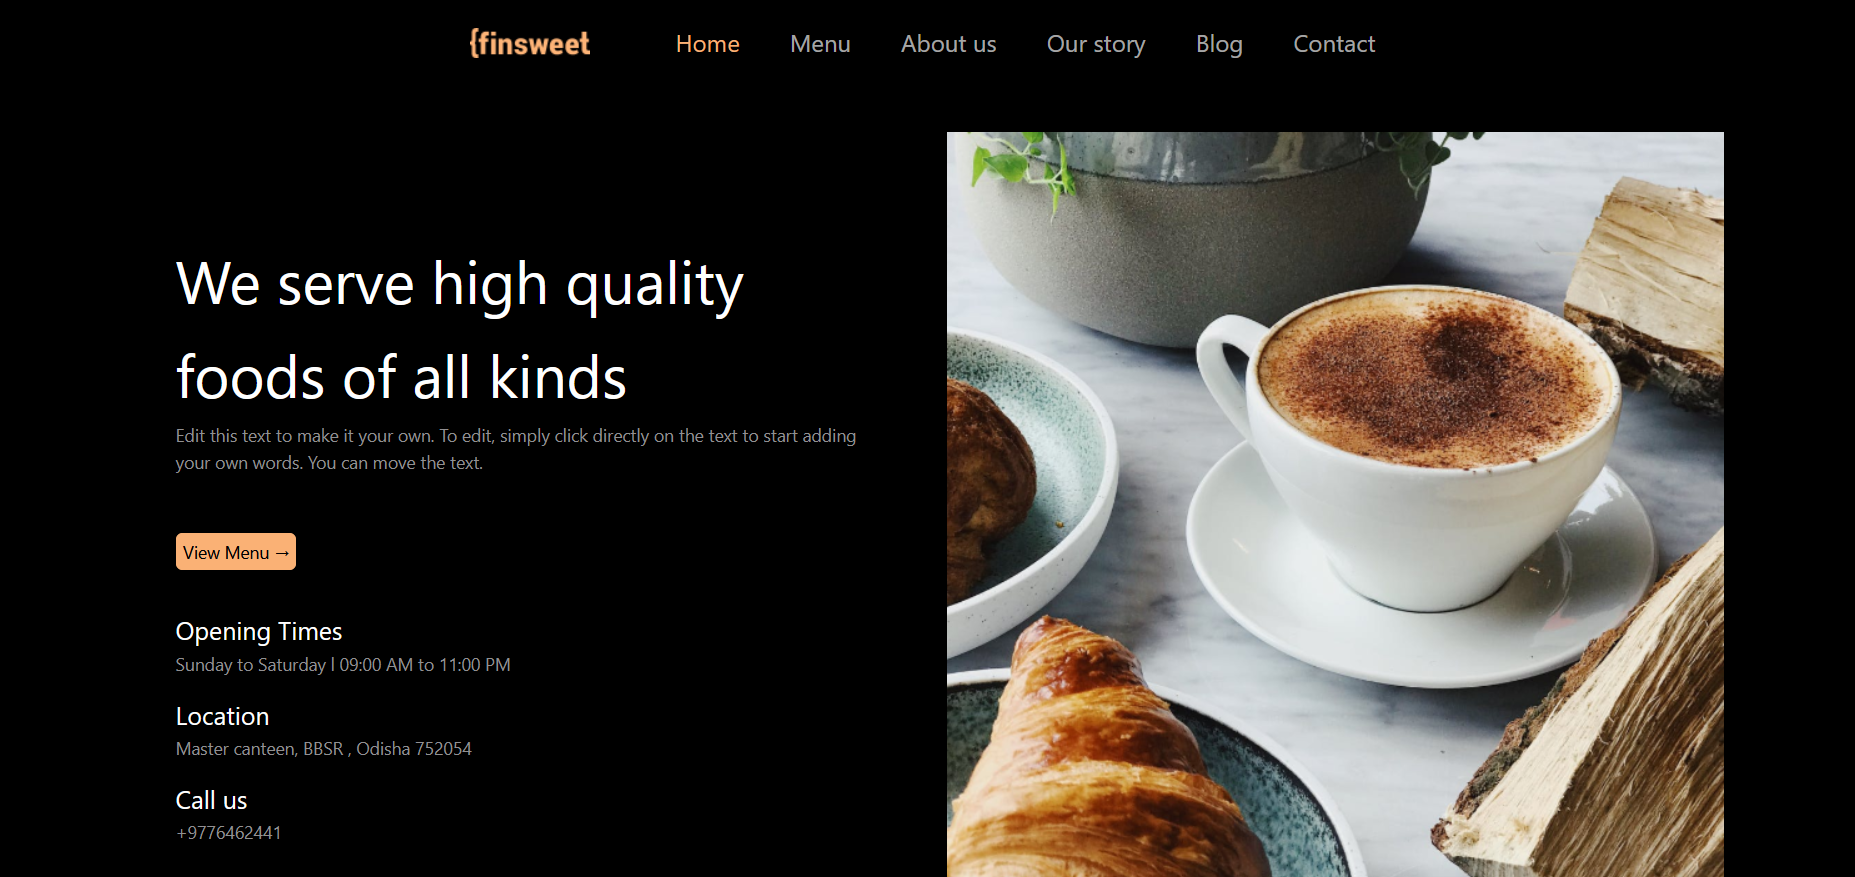 {finsweet
Home Menu About us Our story Blog Contact
We serve high quality
foods of all kinds
Edit this text to make it your own. To edit, simply click directly on the text to start adding
your own words. You can move the text.
View Menu →
Opening Times
Sunday to Saturday l 09:00 AM to 11:00 PM
Location
Master canteen, BBSR , Odisha 752054
Call us
+9776462441